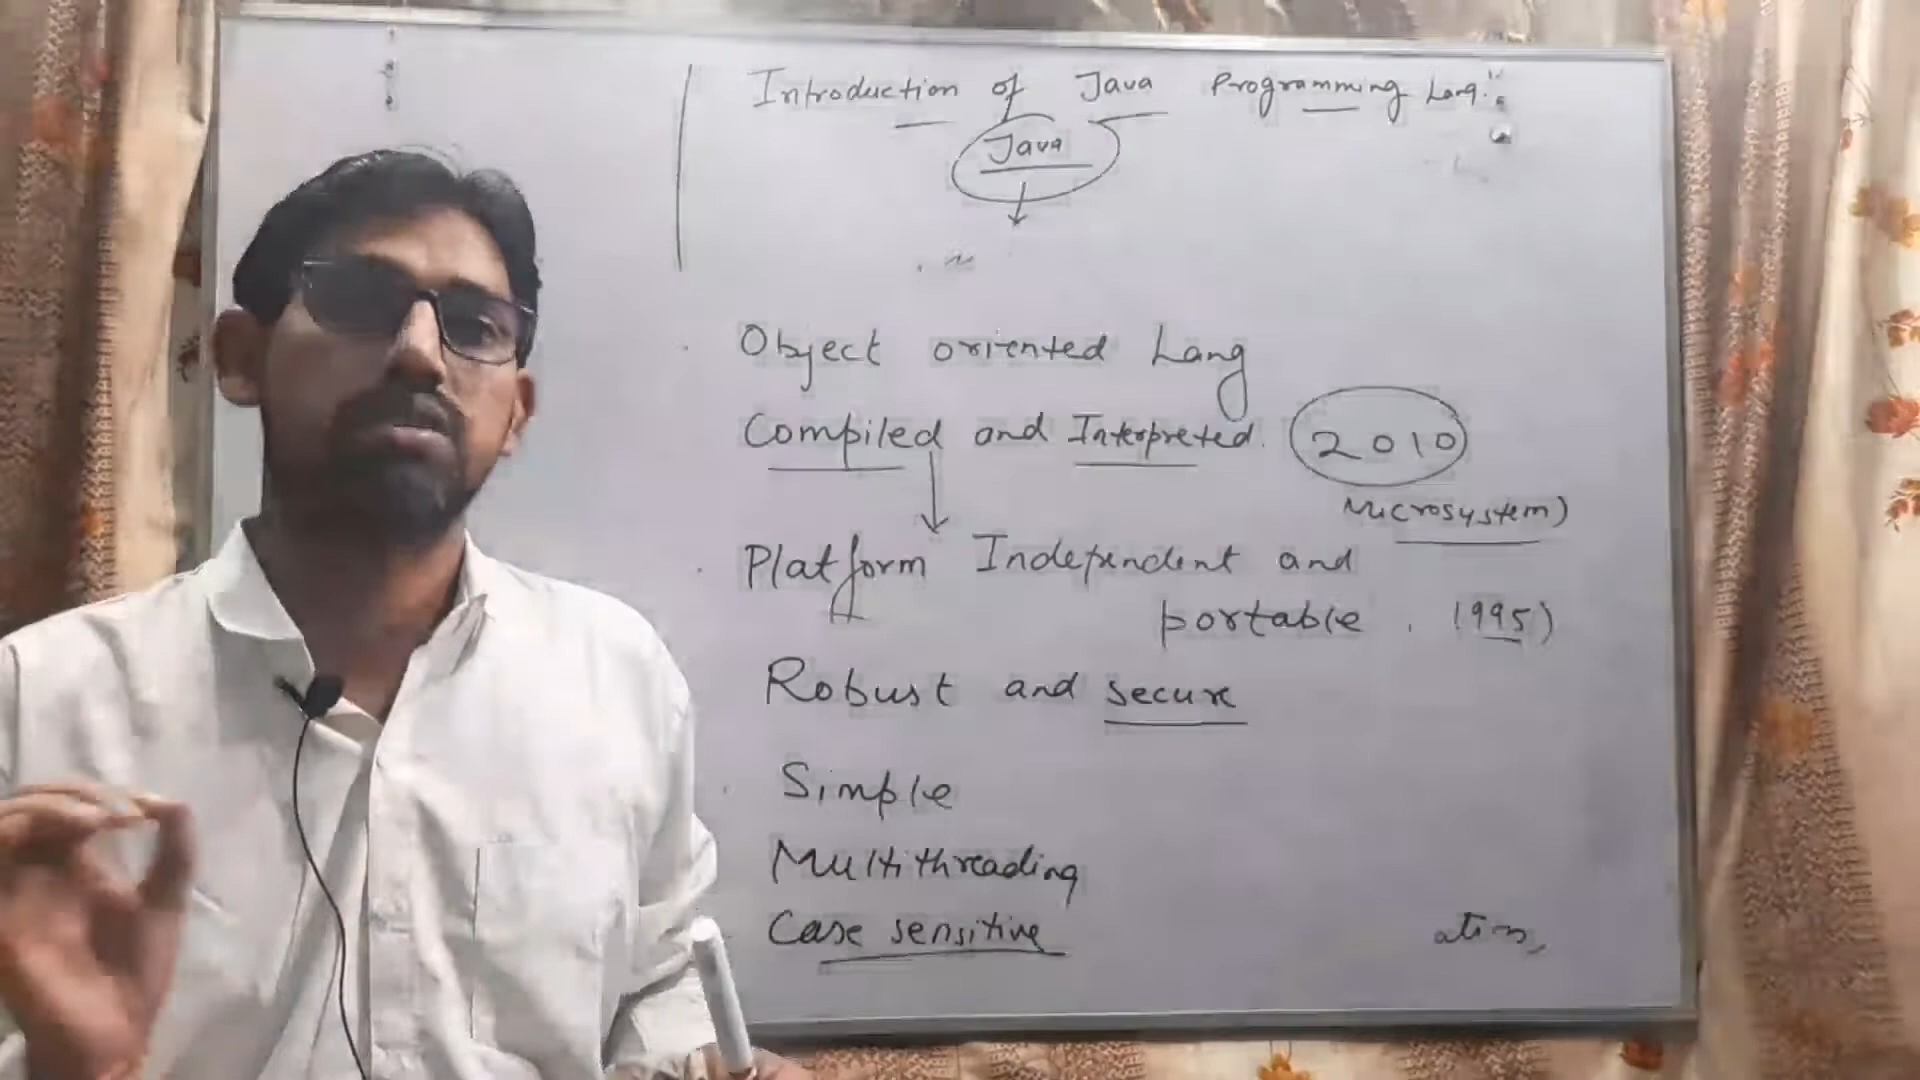 Introduction of Java Programming Lang.
Java
Object oriented Lang
Compiled and Interpreted. 2010
Microsystem)
Platform Independent and
portable . 1995)
Robust and secure
Simple
Multithreading
Case sensitive